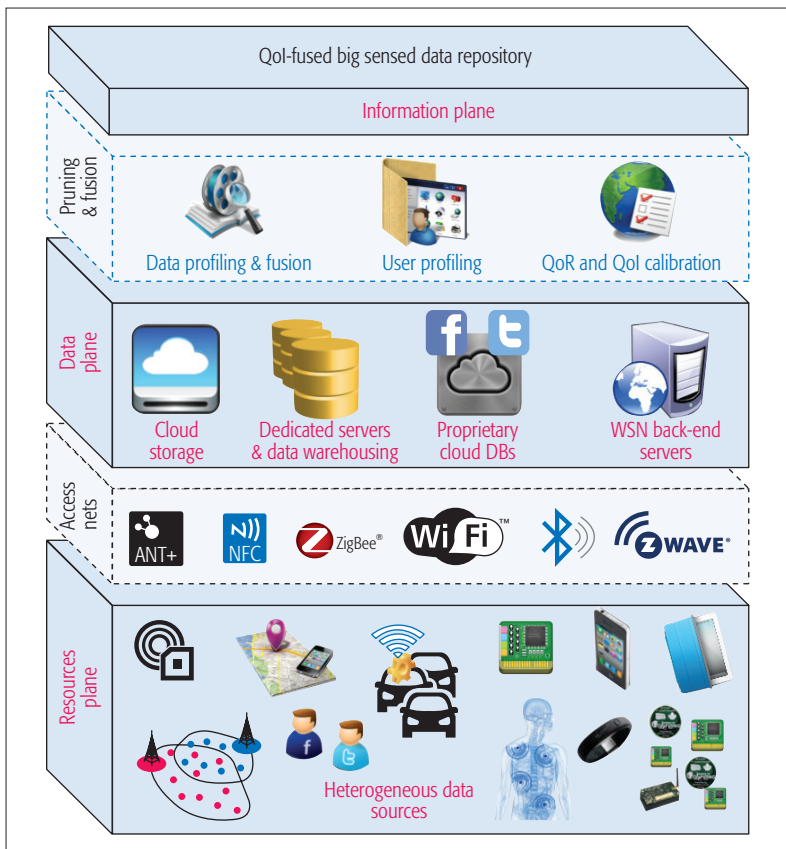 QoI-fused big sensed data repository
Information plane
Pruning
& fusion
Data profiling & fusion
User profiling
QoR and QoI calibration
Data
plane
f
t
Cloud
storage
Dedicated servers
& data warehousing
Proprietary
cloud DBs
WSN back-end
servers
Access
nets
ANT+
N
NFC
Z
ZigBee®
Wi Fi™
Z WAVE®
Resources
plane
f
t
Heterogeneous data
sources